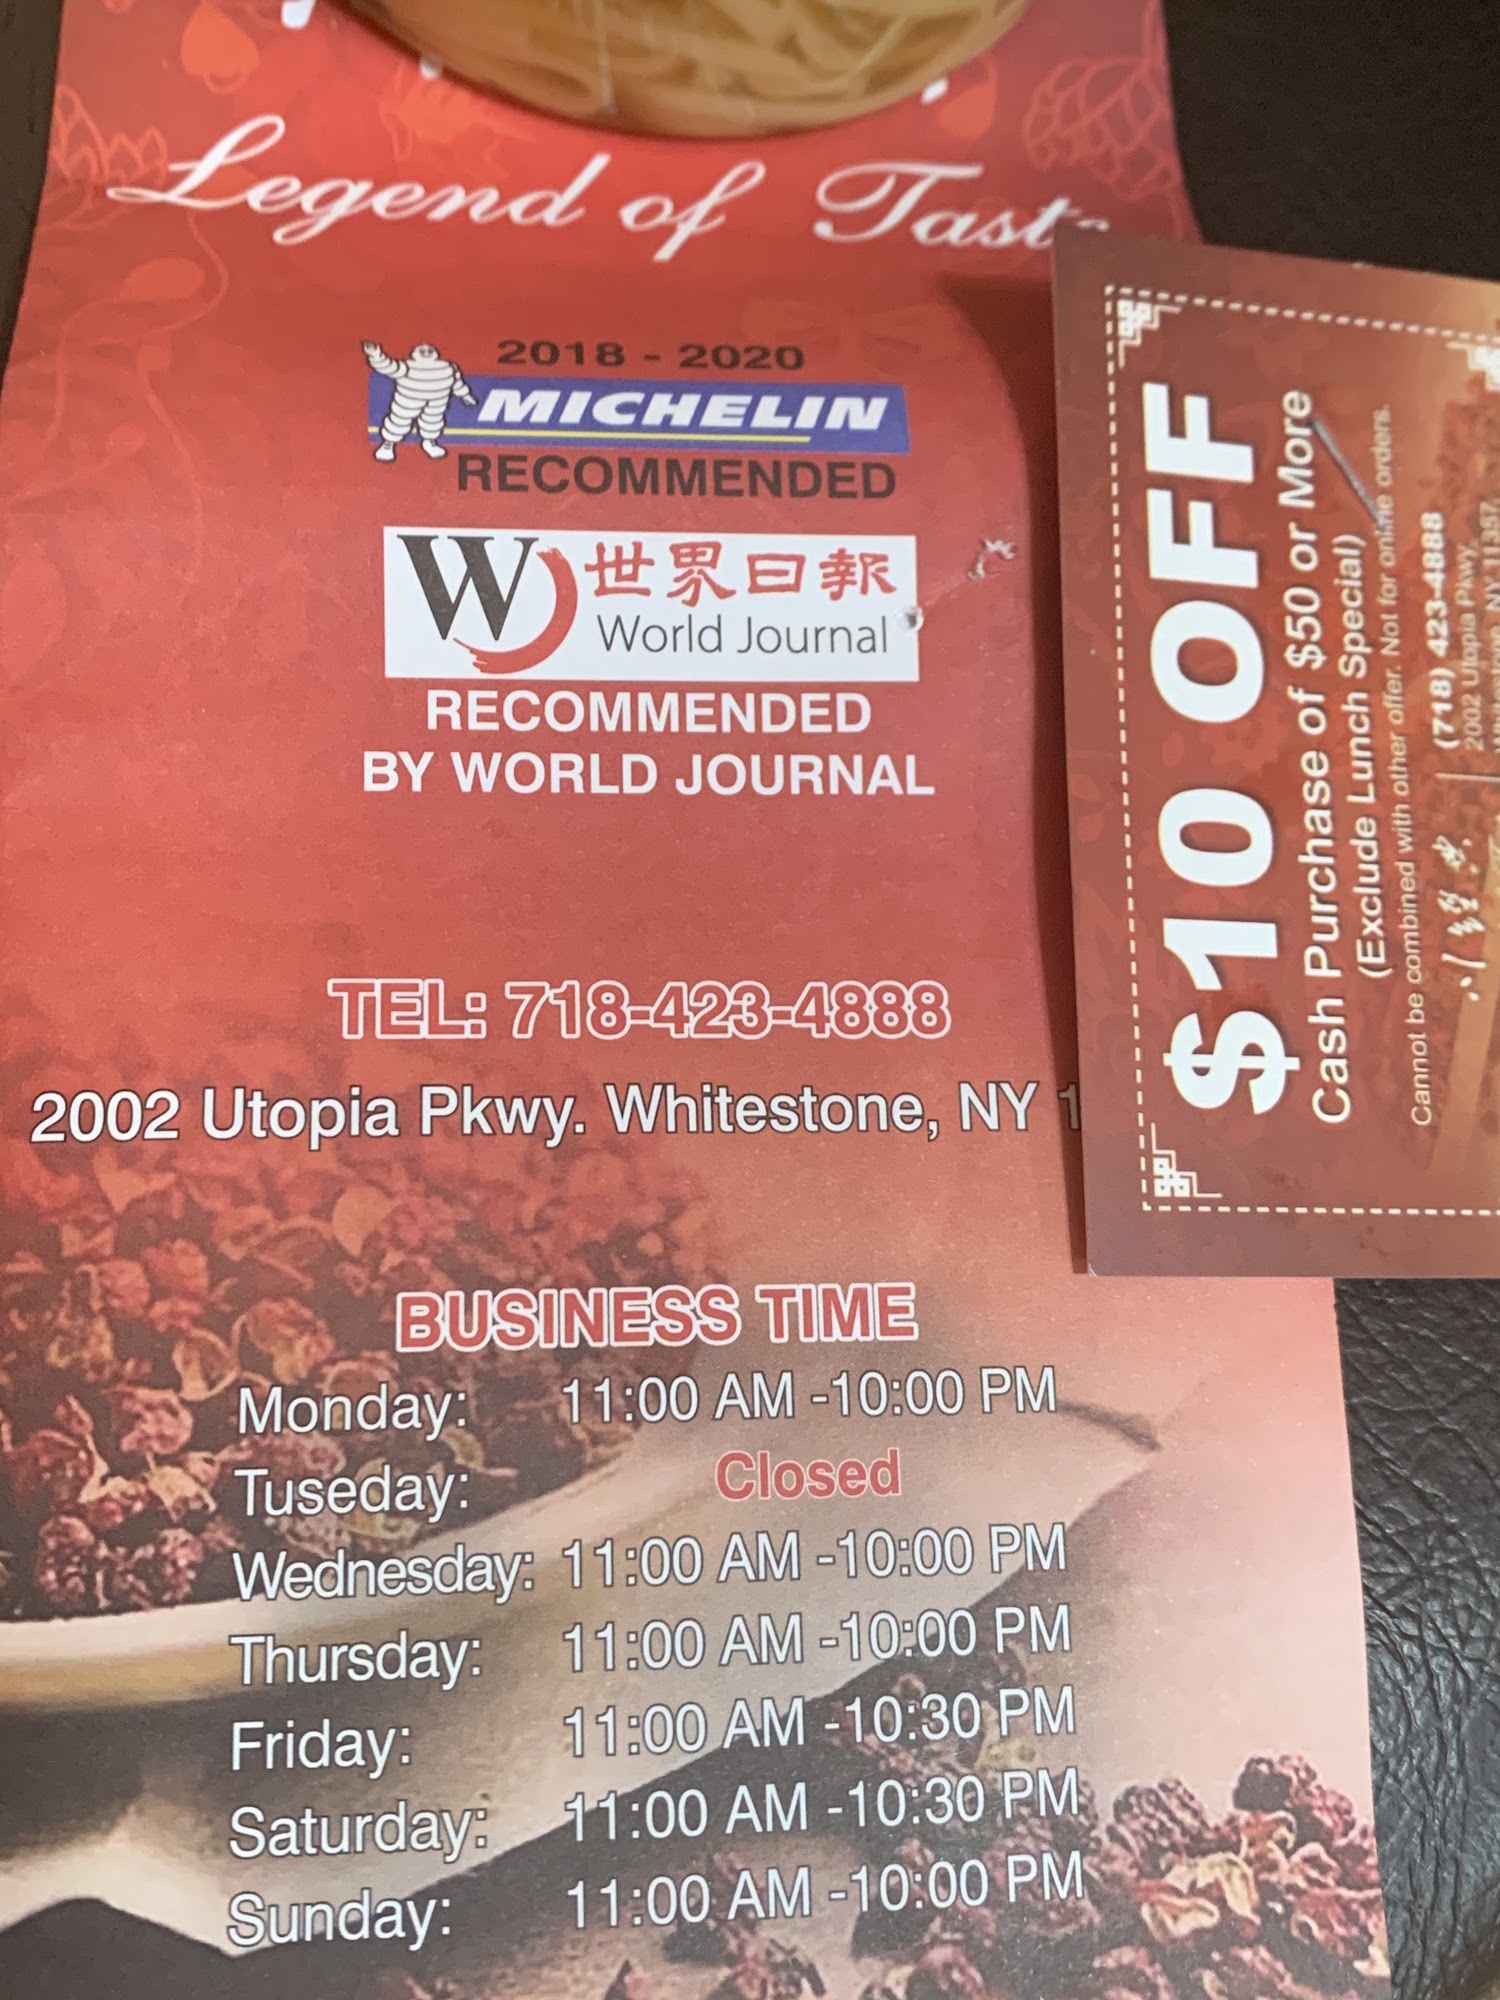 Legend of Taste
2018 - 2020
MICHELIN
RECOMMENDED
W 世界日報
World Journal
RECOMMENDED
BY WORLD JOURNAL
TEL: 718-423-4888
2002 Utopia Pkwy. Whitestone, NY 1
BUSINESS TIME
Monday: 11:00 AM -10:00 PM
Tuseday: Closed
Wednesday: 11:00 AM -10:00 PM
Thursday: 11:00 AM -10:00 PM
Friday: 11:00 AM -10:30 PM
Saturday: 11:00 AM -10:30 PM
Sunday: 11:00 AM -10:00 PM
$10 OFF
Cash Purchase of $50 or More
(Exclude Lunch Special)
Cannot be combined with other offer. Not for online orders.
(718) 423-4888
2002 Utopia Pkwy
Whitestone, NY 11357